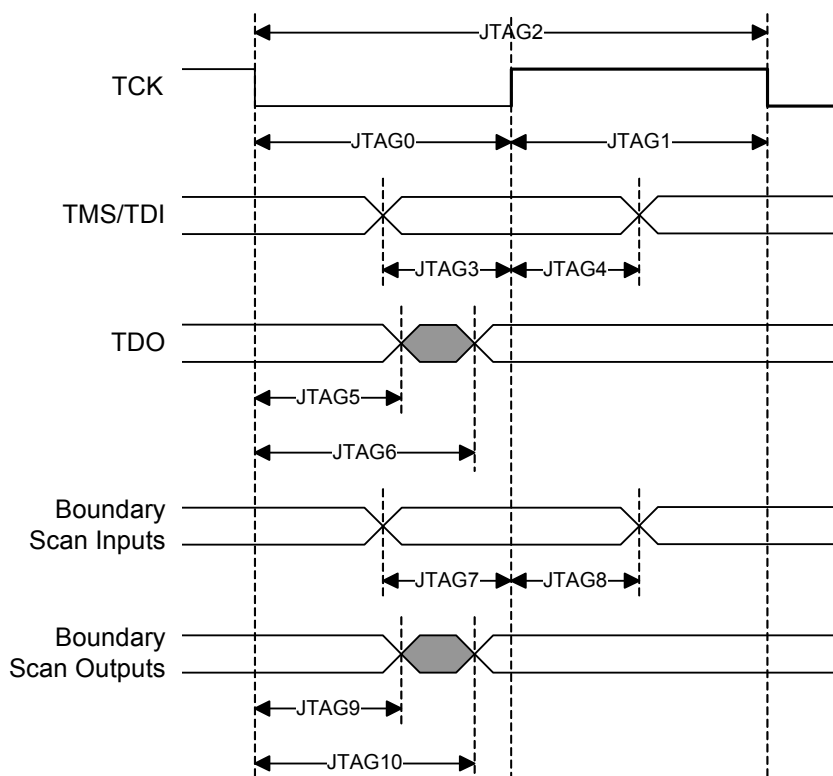 JTAG2
TCK
JTAG0
JTAG1
TMS/TDI
JTAG3
JTAG4
TDO
JTAG5
JTAG6
Boundary
Scan Inputs
JTAG7
JTAG8
Boundary
Scan Outputs
JTAG9
JTAG10